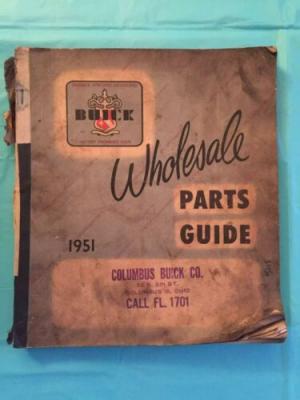 BUICK
Wholesale
PARTS
GUIDE
1951
COLUMBUS BUICK CO.
COLUMBUS OHIO
CALL FL. 1701